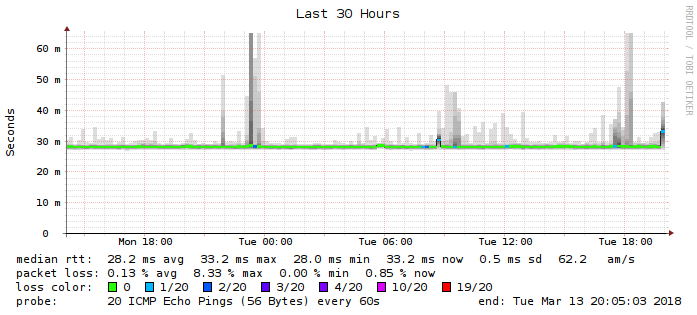 Last 30 Hours
RRDTOOL / TOBI OETIKER
Seconds
60 m
50 m
40 m
30 m
20 m
10 m
0
Mon 18:00 Tue 00:00 Tue 06:00 Tue 12:00 Tue 18:00
median rtt: 28.2 ms avg 33.2 ms max 28.0 ms min 33.2 ms now 0.5 ms sd 62.2 am/s
packet loss: 0.13 % avg 8.33 % max 0.00 % min 0.85 % now
loss color: 0 1/20 2/20 3/20 4/20 10/20 19/20
probe: 20 ICMP Echo Pings (56 Bytes) every 60s end: Tue Mar 13 20:05:03 2018